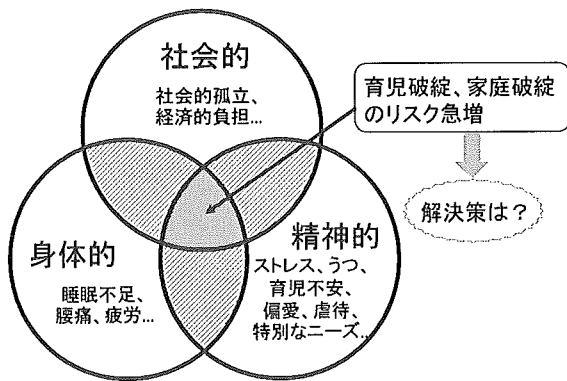 社会的
社会的孤立、
経済的負担...
育児破綻、家庭破綻
のリスク急増
解決策は？
身体的
睡眠不足、
腰痛、疲労...
精神的
ストレス、うつ、
育児不安、
偏愛、虐待、
特別なニーズ...